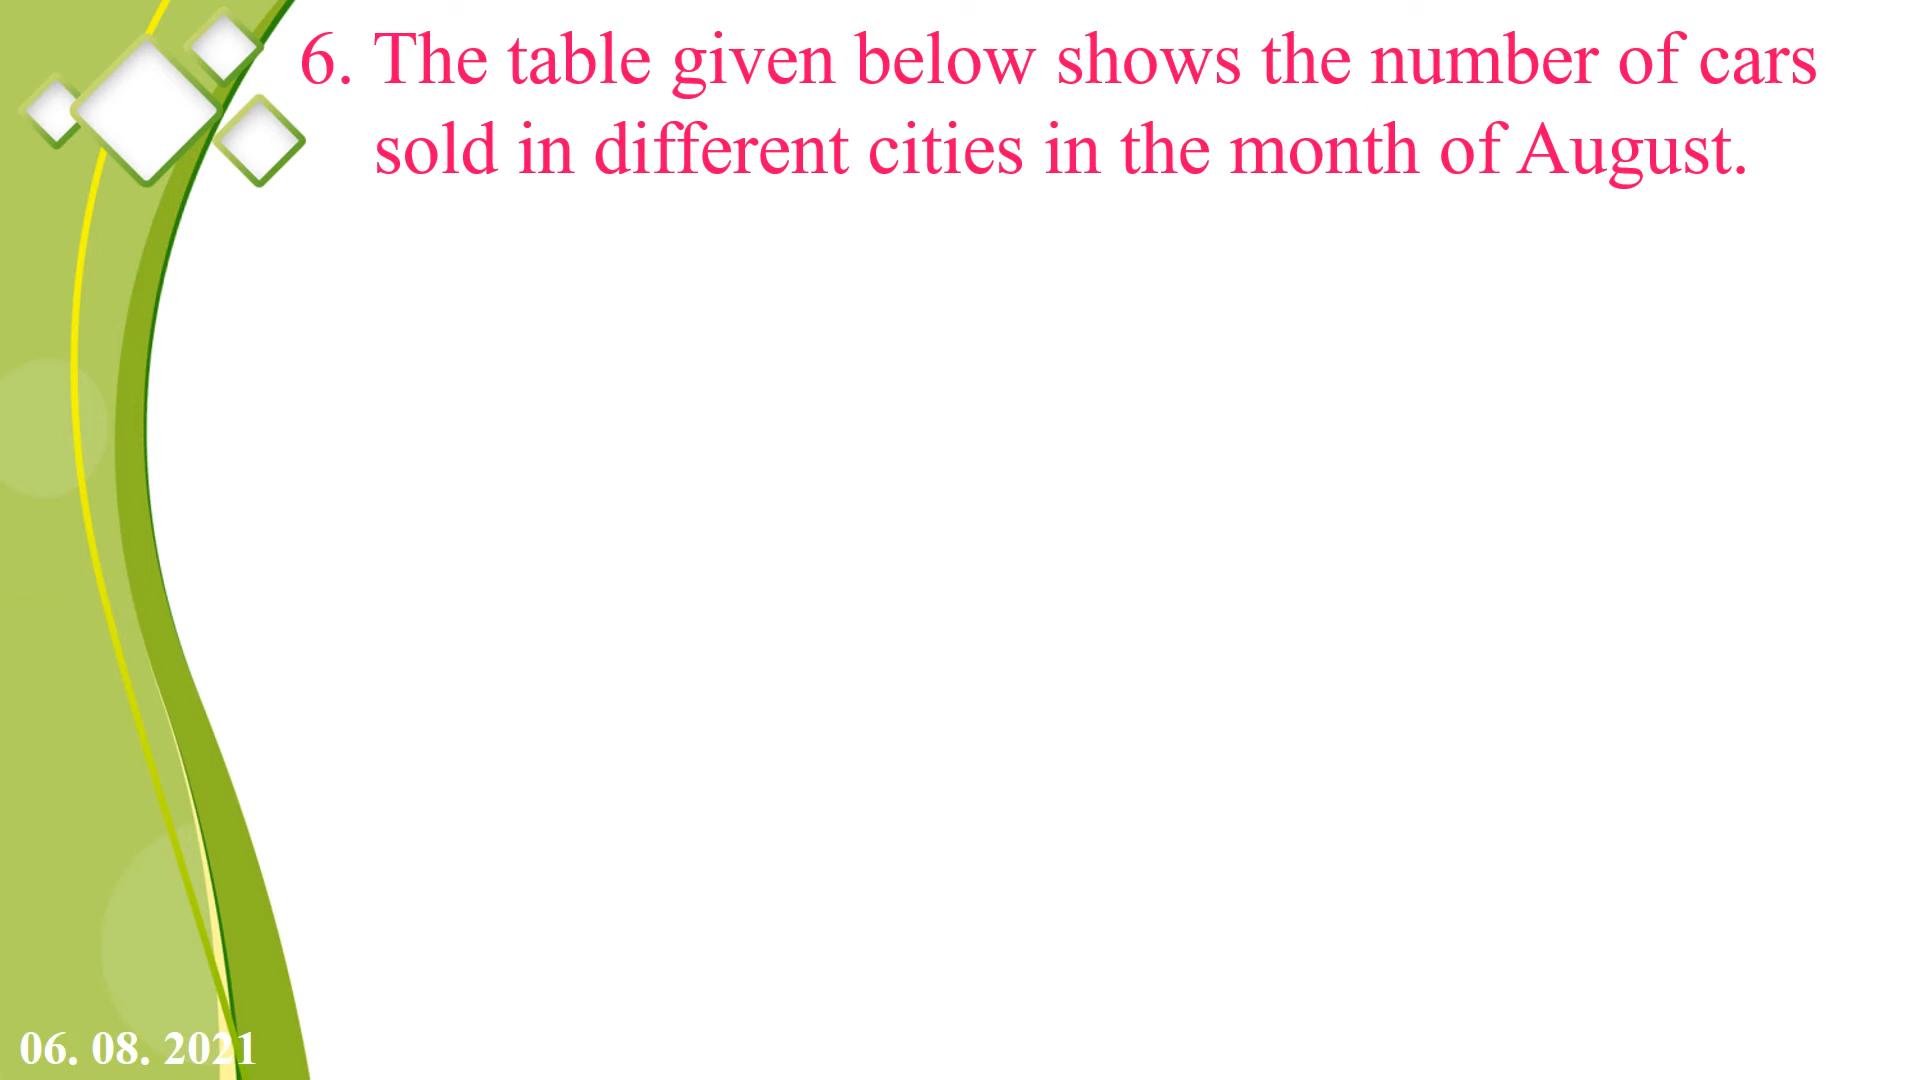 6. The table given below shows the number of cars
sold in different cities in the month of August.
06. 08. 2021